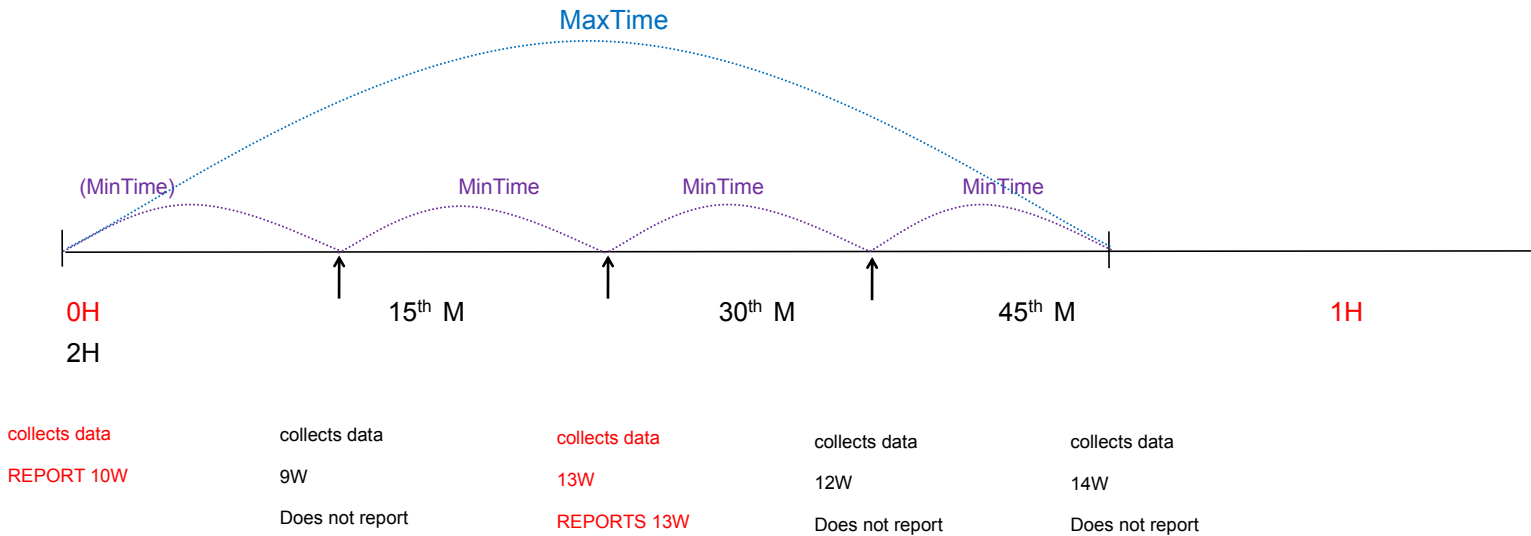 MaxTime
(MinTime) MinTime MinTime MinTime
0H 15th M 30th M 45th M 1H
2H
collects data
REPORT 10W
collects data
9W
Does not report
collects data
13W
REPORTS 13W
collects data
12W
Does not report
collects data
14W
Does not report